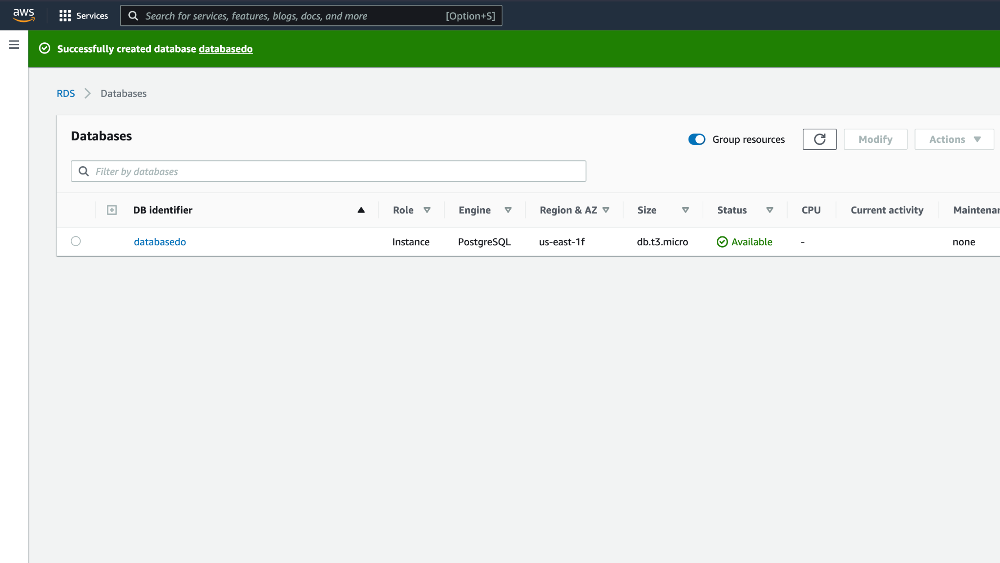 aws Services Search for services, features, blogs, docs, and more [Option+S]
Successfully created database databasedo
RDS Databases
Databases
Group resources Modify Actions
Filter by databases
DB identifier Role Engine Region & AZ Size Status CPU Current activity Maintenan
databasedo Instance PostgreSQL us-east-1f db.t3.micro Available - none